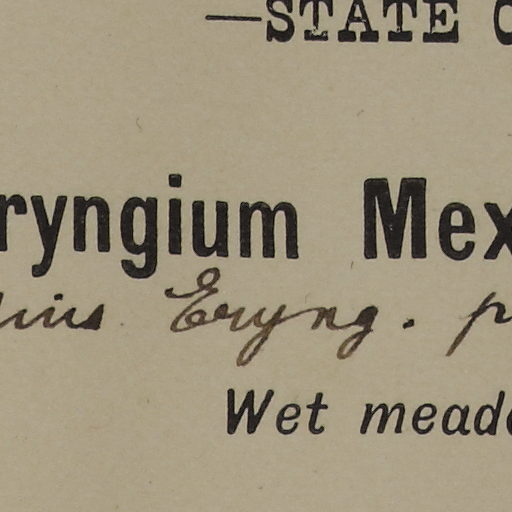 —STATE
ryngium Mex
Eryng. p
Wet meado